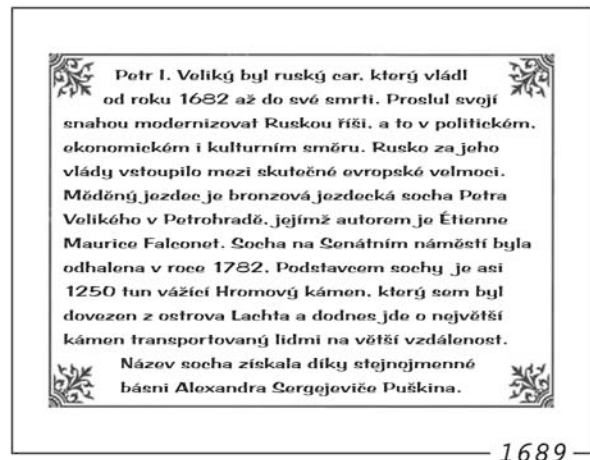 Petr I. Veliký byl ruský car, který vládl
od roku 1682 až do své smrti. Proslul svojí
snahou modernizovat Ruskou říši, a to v politickém,
ekonomickém i kulturním směru. Rusko za jeho
vlády vstoupilo mezi skutečné evropské velmoci.
Měděný jezdec je bronzová jezdecká socha Petra
Velikého v Petrohradě, jejímž autorem je Étienne
Maurice Falconet. Socha na Senátním náměstí byla
odhalena v roce 1782. Podstavcem sochy je asi
1250 tun vážící Hromový kámen, který sem byl
dovezen z ostrova Lachta a dodnes jde o největší
kámen transportovaný lidmi na větší vzdálenost.
Název socha získala díky stejnojmenné
básni Alexandra Sergejeviče Puškina.
1689